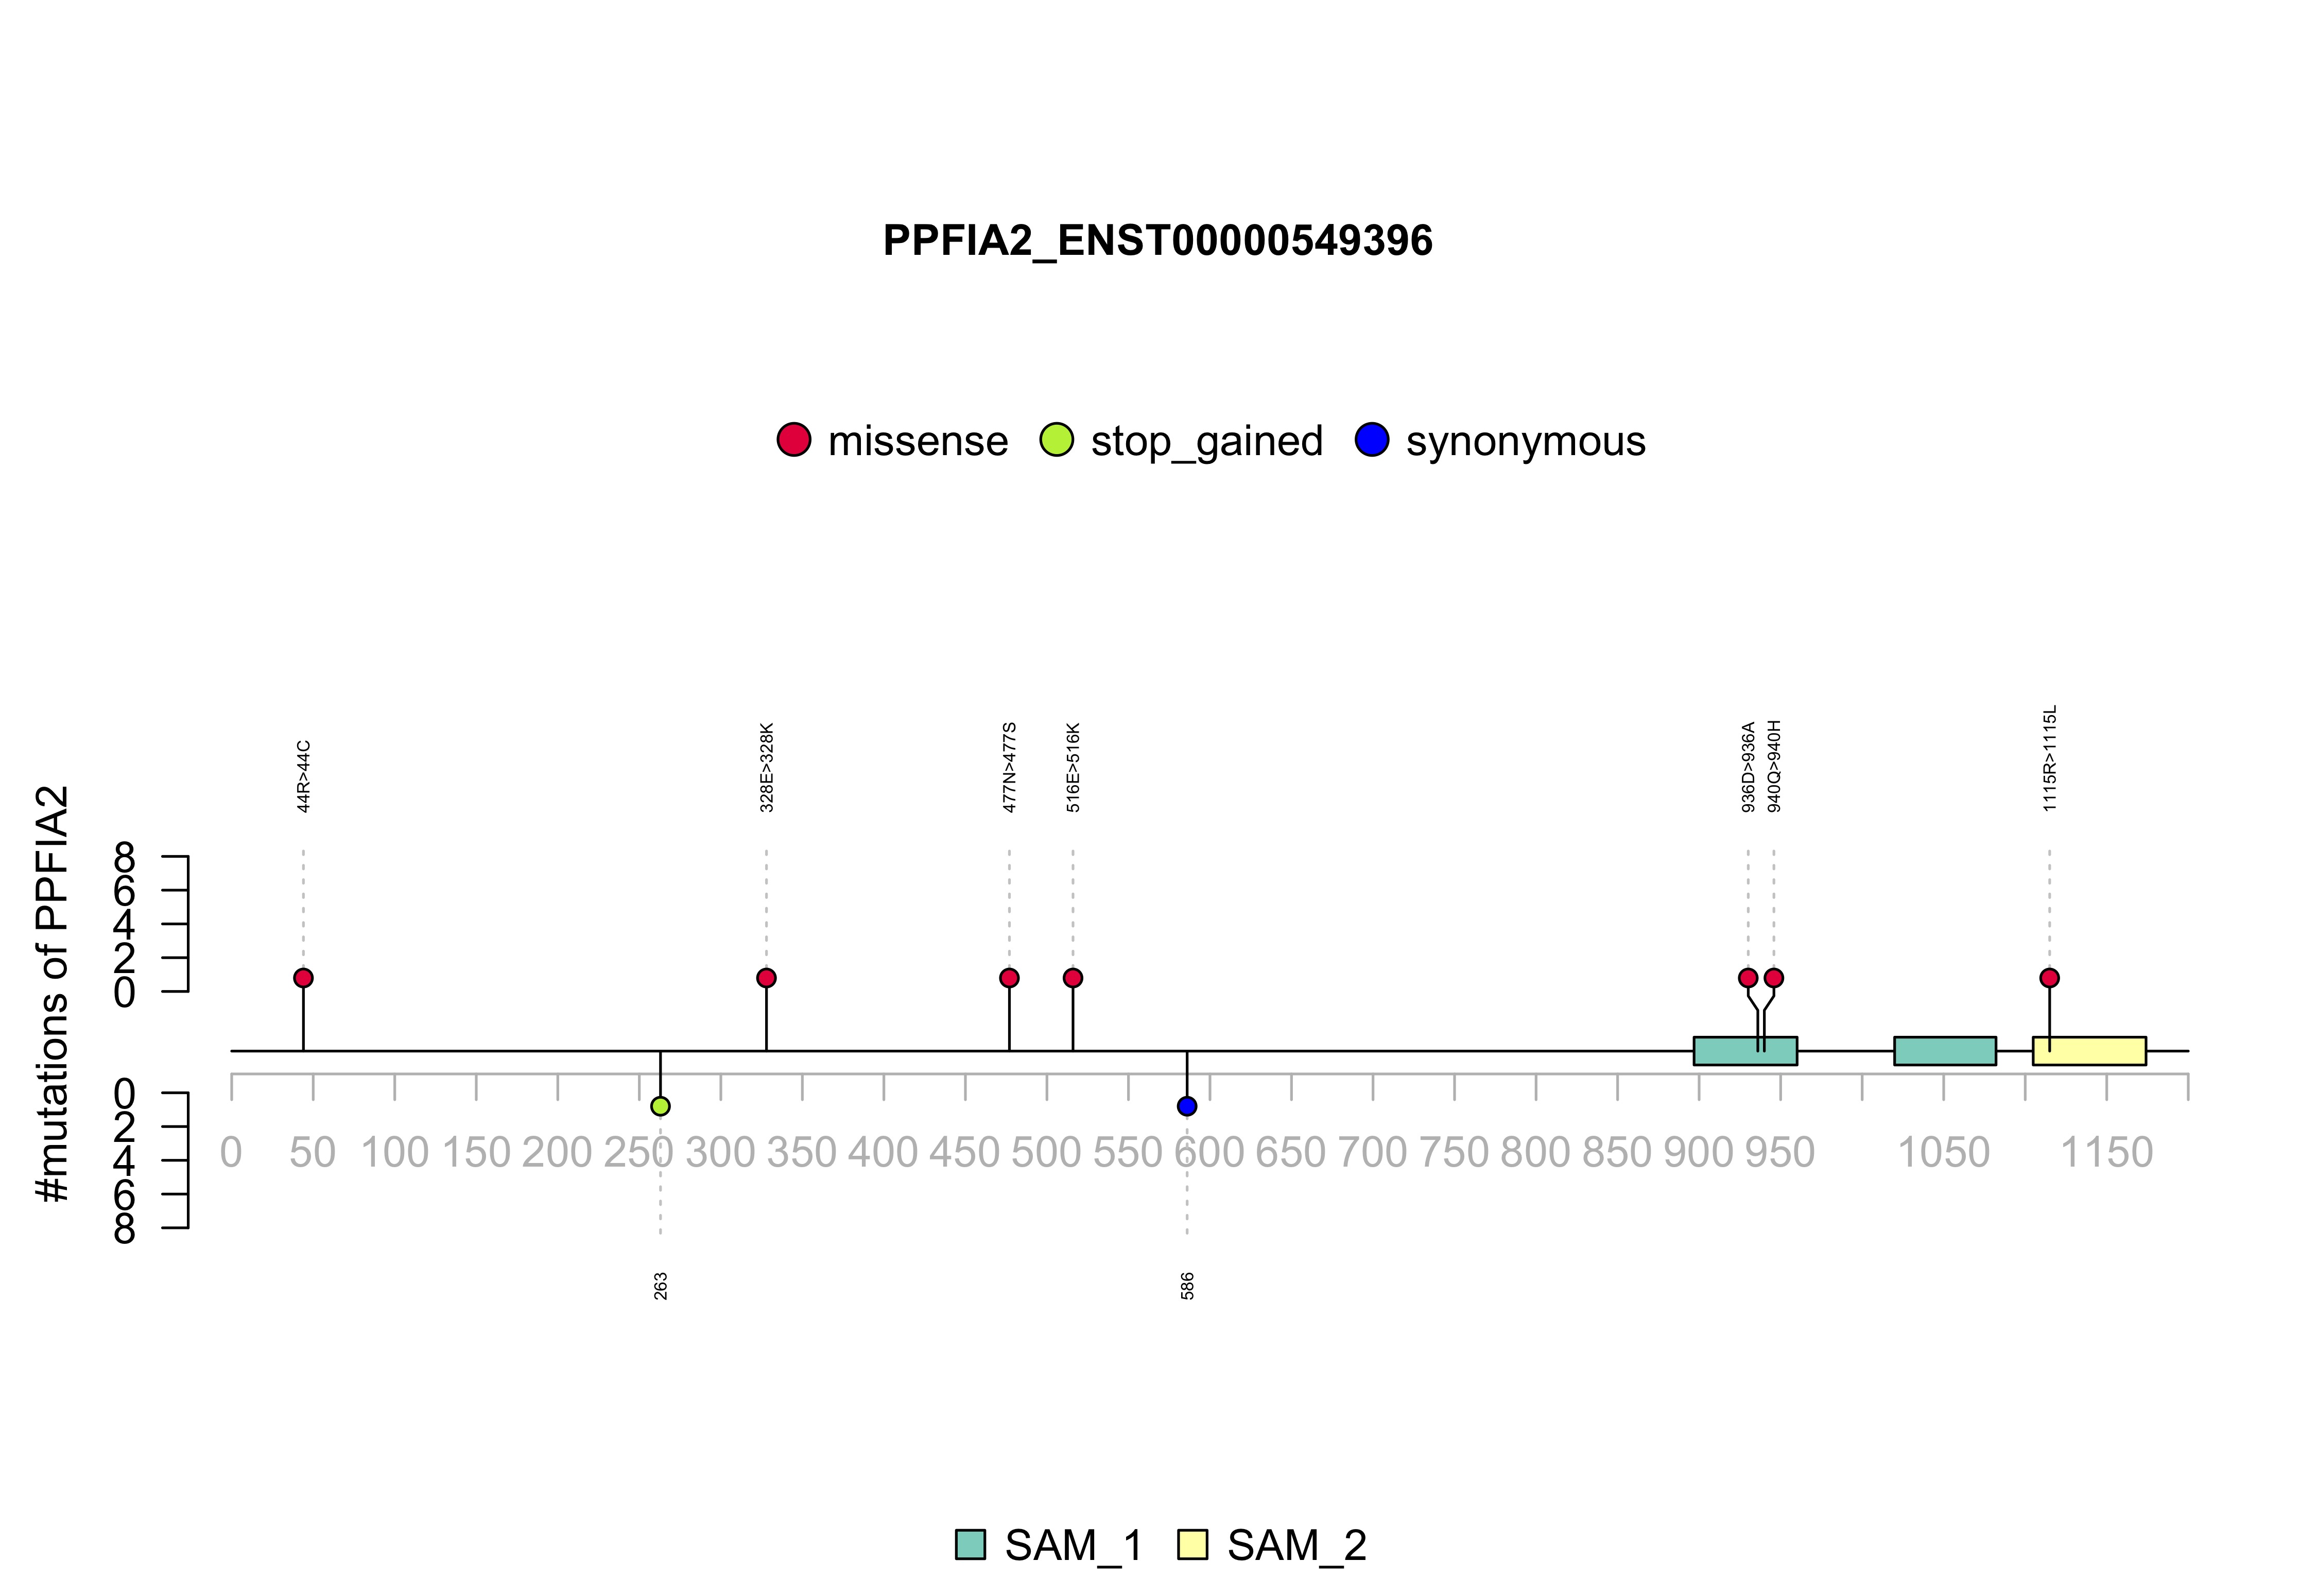 PPFIA2_ENST00000549396
missense stop_gained synonymous
44R>44C
328E>328K
477N>477S
516E>516K
936D>936A
940Q>940H
1115R>1115L
#mutations of PPFIA2
8
6
4
2
0
0
2
4
6
8
0 50 100 150 200 250 300 350 400 450 500 550 600 650 700 750 800 850 900 950 1050 1150
263
586
SAM_1 SAM_2